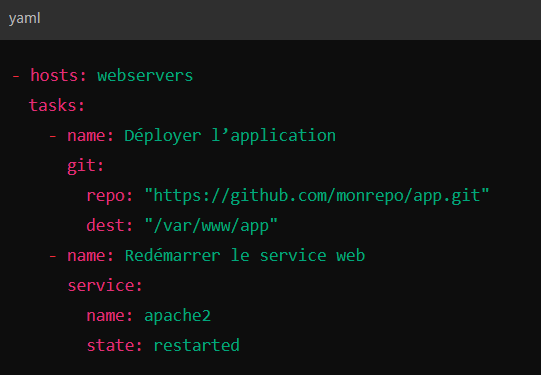 yaml
- hosts: webservers
  tasks:
    - name: Déployer l’application
      git:
        repo: "https://github.com/monrepo/app.git"
        dest: "/var/www/app"
    - name: Redémarrer le service web
      service:
        name: apache2
        state: restarted